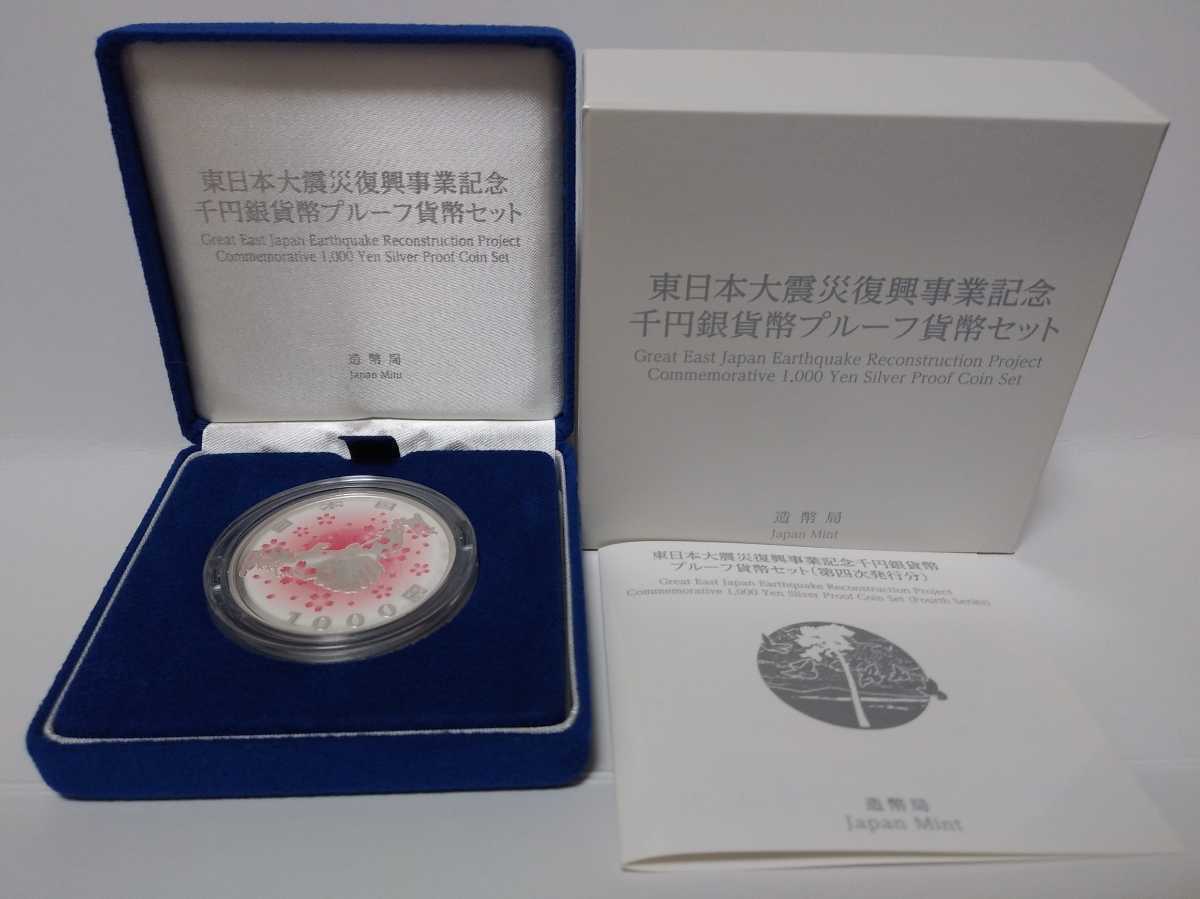 東日本大震災復興事業記念
千円銀貨幣プルーフ貨幣セット
Great East Japan Earthquake Reconstruction Project
Commemorative 1,000 Yen Silver Proof Coin Set
造幣局
Japan Mint
日本国
1000円
東日本大震災復興事業記念
千円銀貨幣プルーフ貨幣セット
Great East Japan Earthquake Reconstruction Project
Commemorative 1,000 Yen Silver Proof Coin Set
造幣局
Japan Mint
東日本大震災復興事業記念千円銀貨幣
プルーフ貨幣セット(第四次発行分)
Great East Japan Earthquake Reconstruction Project
Commemorative 1,000 Yen Silver Proof Coin Set (Fourth Series)
造幣局
Japan Mint